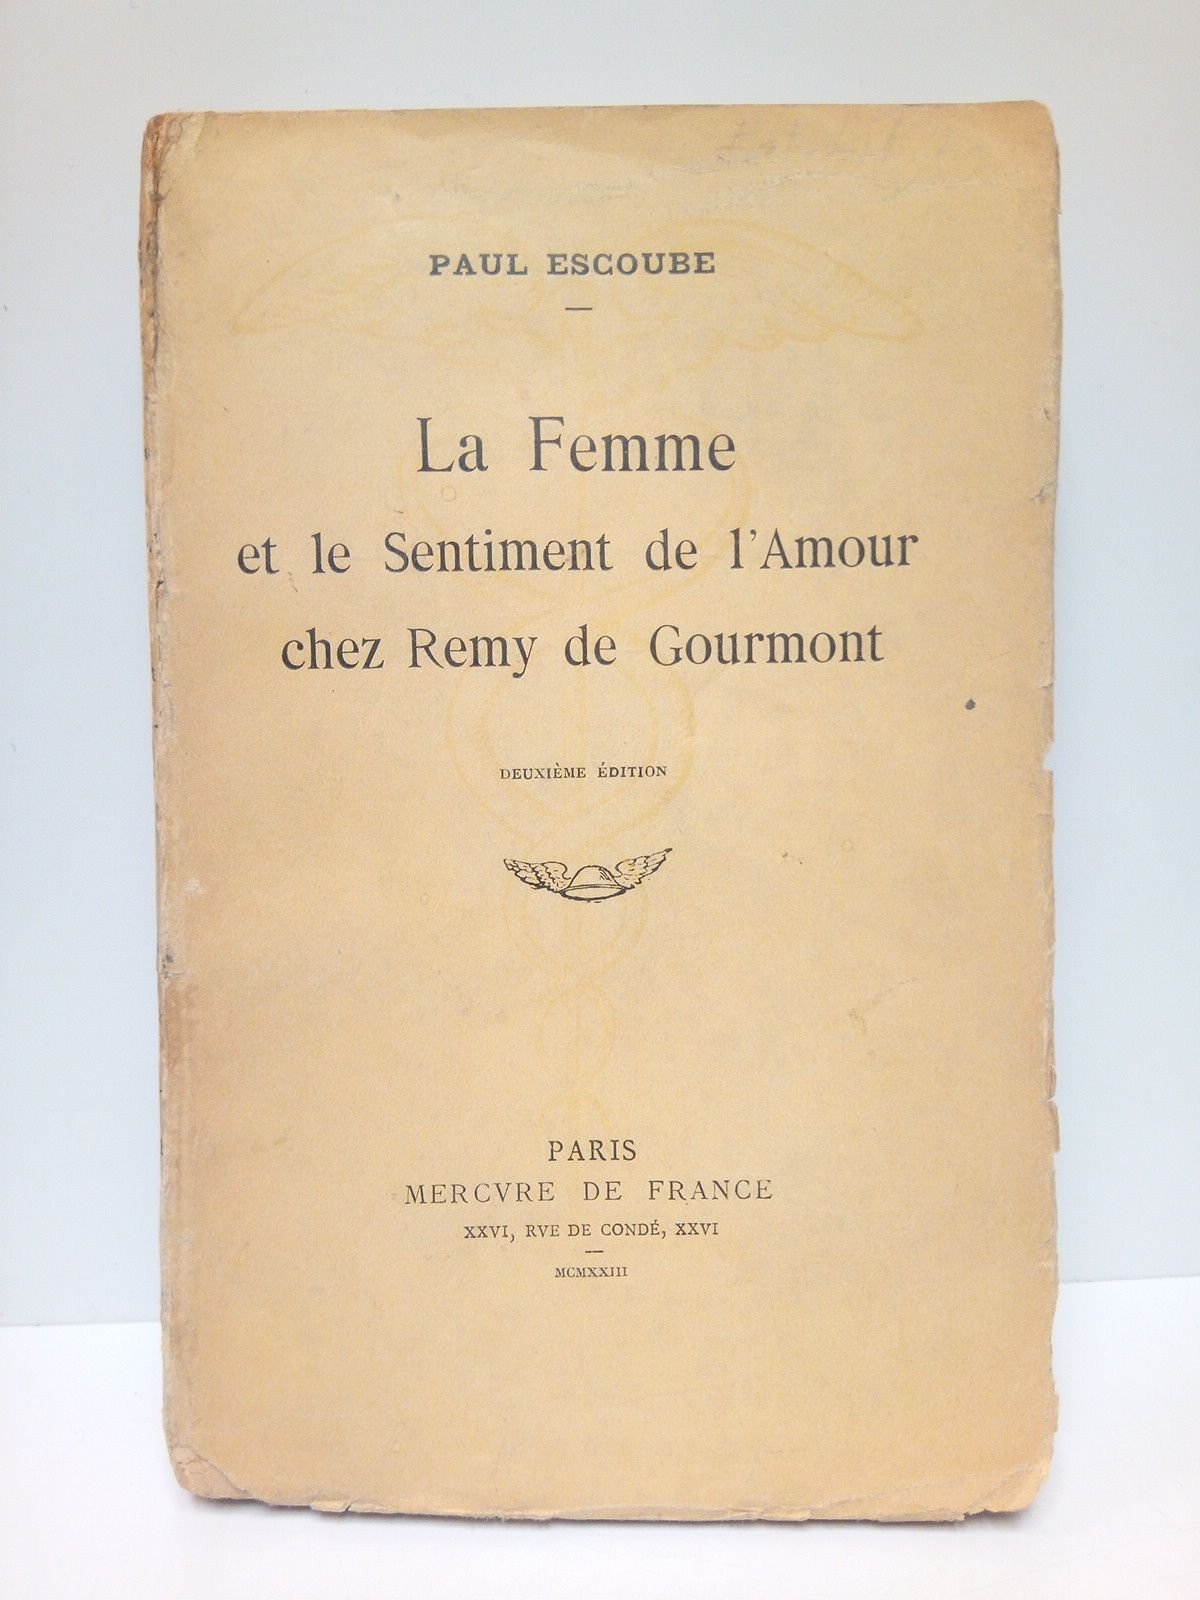 PAUL ESCOUBE
La Femme
et le Sentiment de l'Amour
chez Remy de Gourmont
DEUXIÈME ÉDITION
PARIS
MERCVRE DE FRANCE
XXVI, RVE DE CONDÉ, XXVI
MCMXXIII